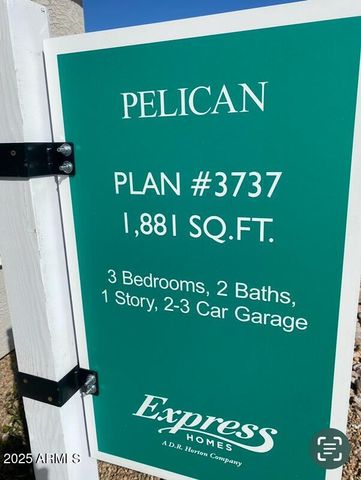 PELICAN
PLAN #3737
1,881 SQ.FT.
3 Bedrooms, 2 Baths,
1 Story, 2-3 Car Garage
Express
HOMES
A D.R. Horton Company
2025 ARMLS